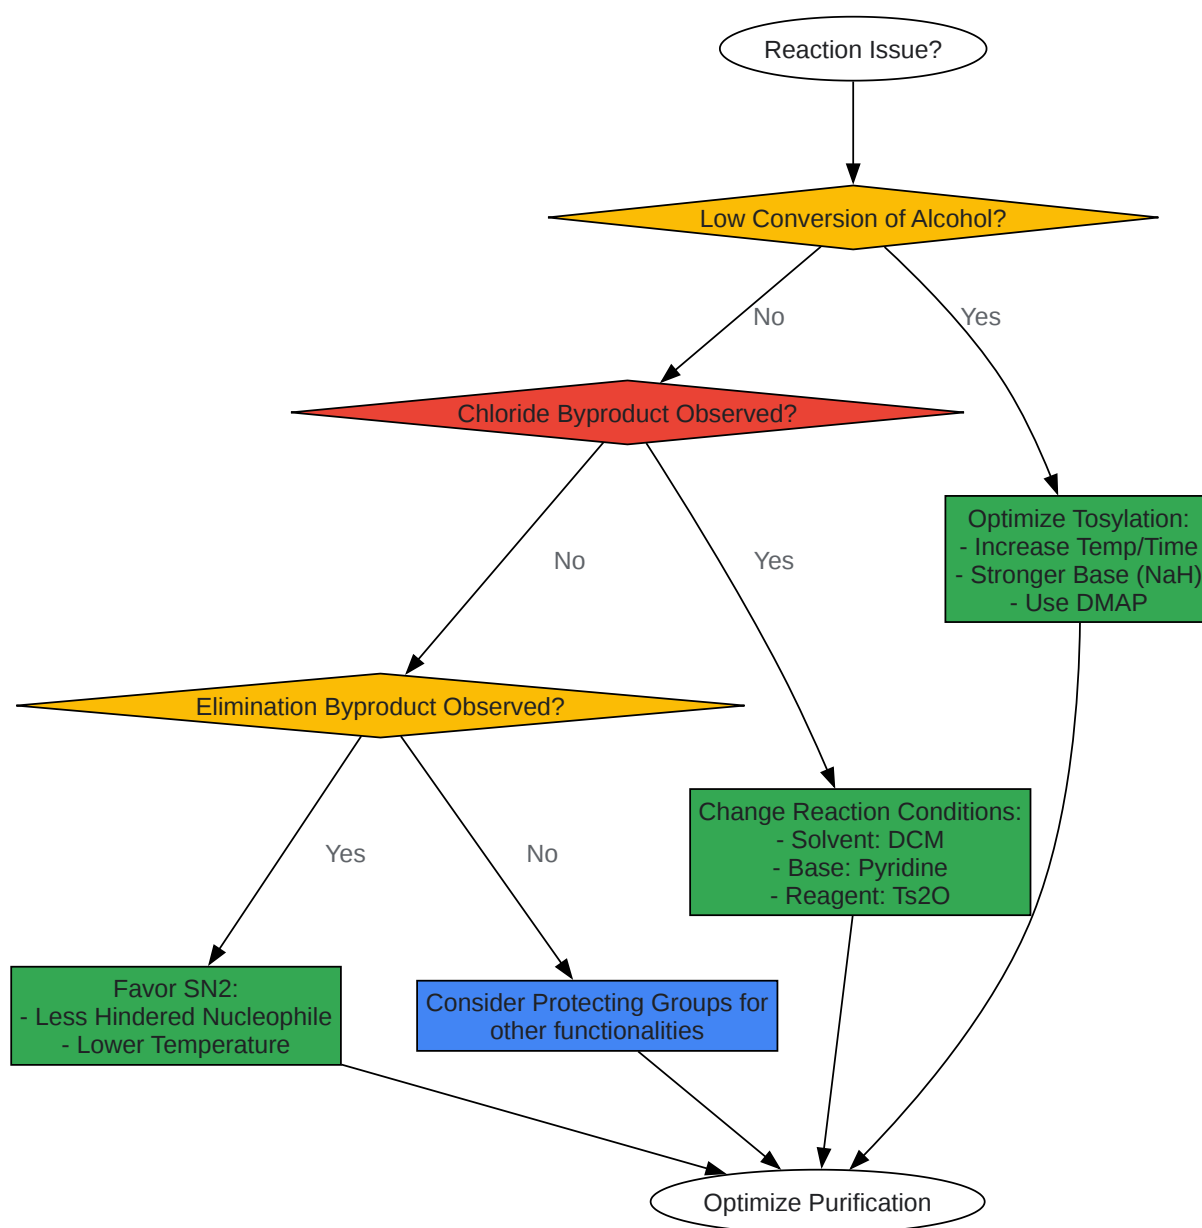 Reaction Issue?
Low Conversion of Alcohol?
No
Yes
Chloride Byproduct Observed?
Optimize Tosylation:
- Increase Temp/Time
- Stronger Base (NaH)
- Use DMAP
No
Yes
Elimination Byproduct Observed?
Change Reaction Conditions:
- Solvent: DCM
- Base: Pyridine
- Reagent: Ts2O
Yes
No
Favor SN2:
- Less Hindered Nucleophile
- Lower Temperature
Consider Protecting Groups for
other functionalities
Optimize Purification